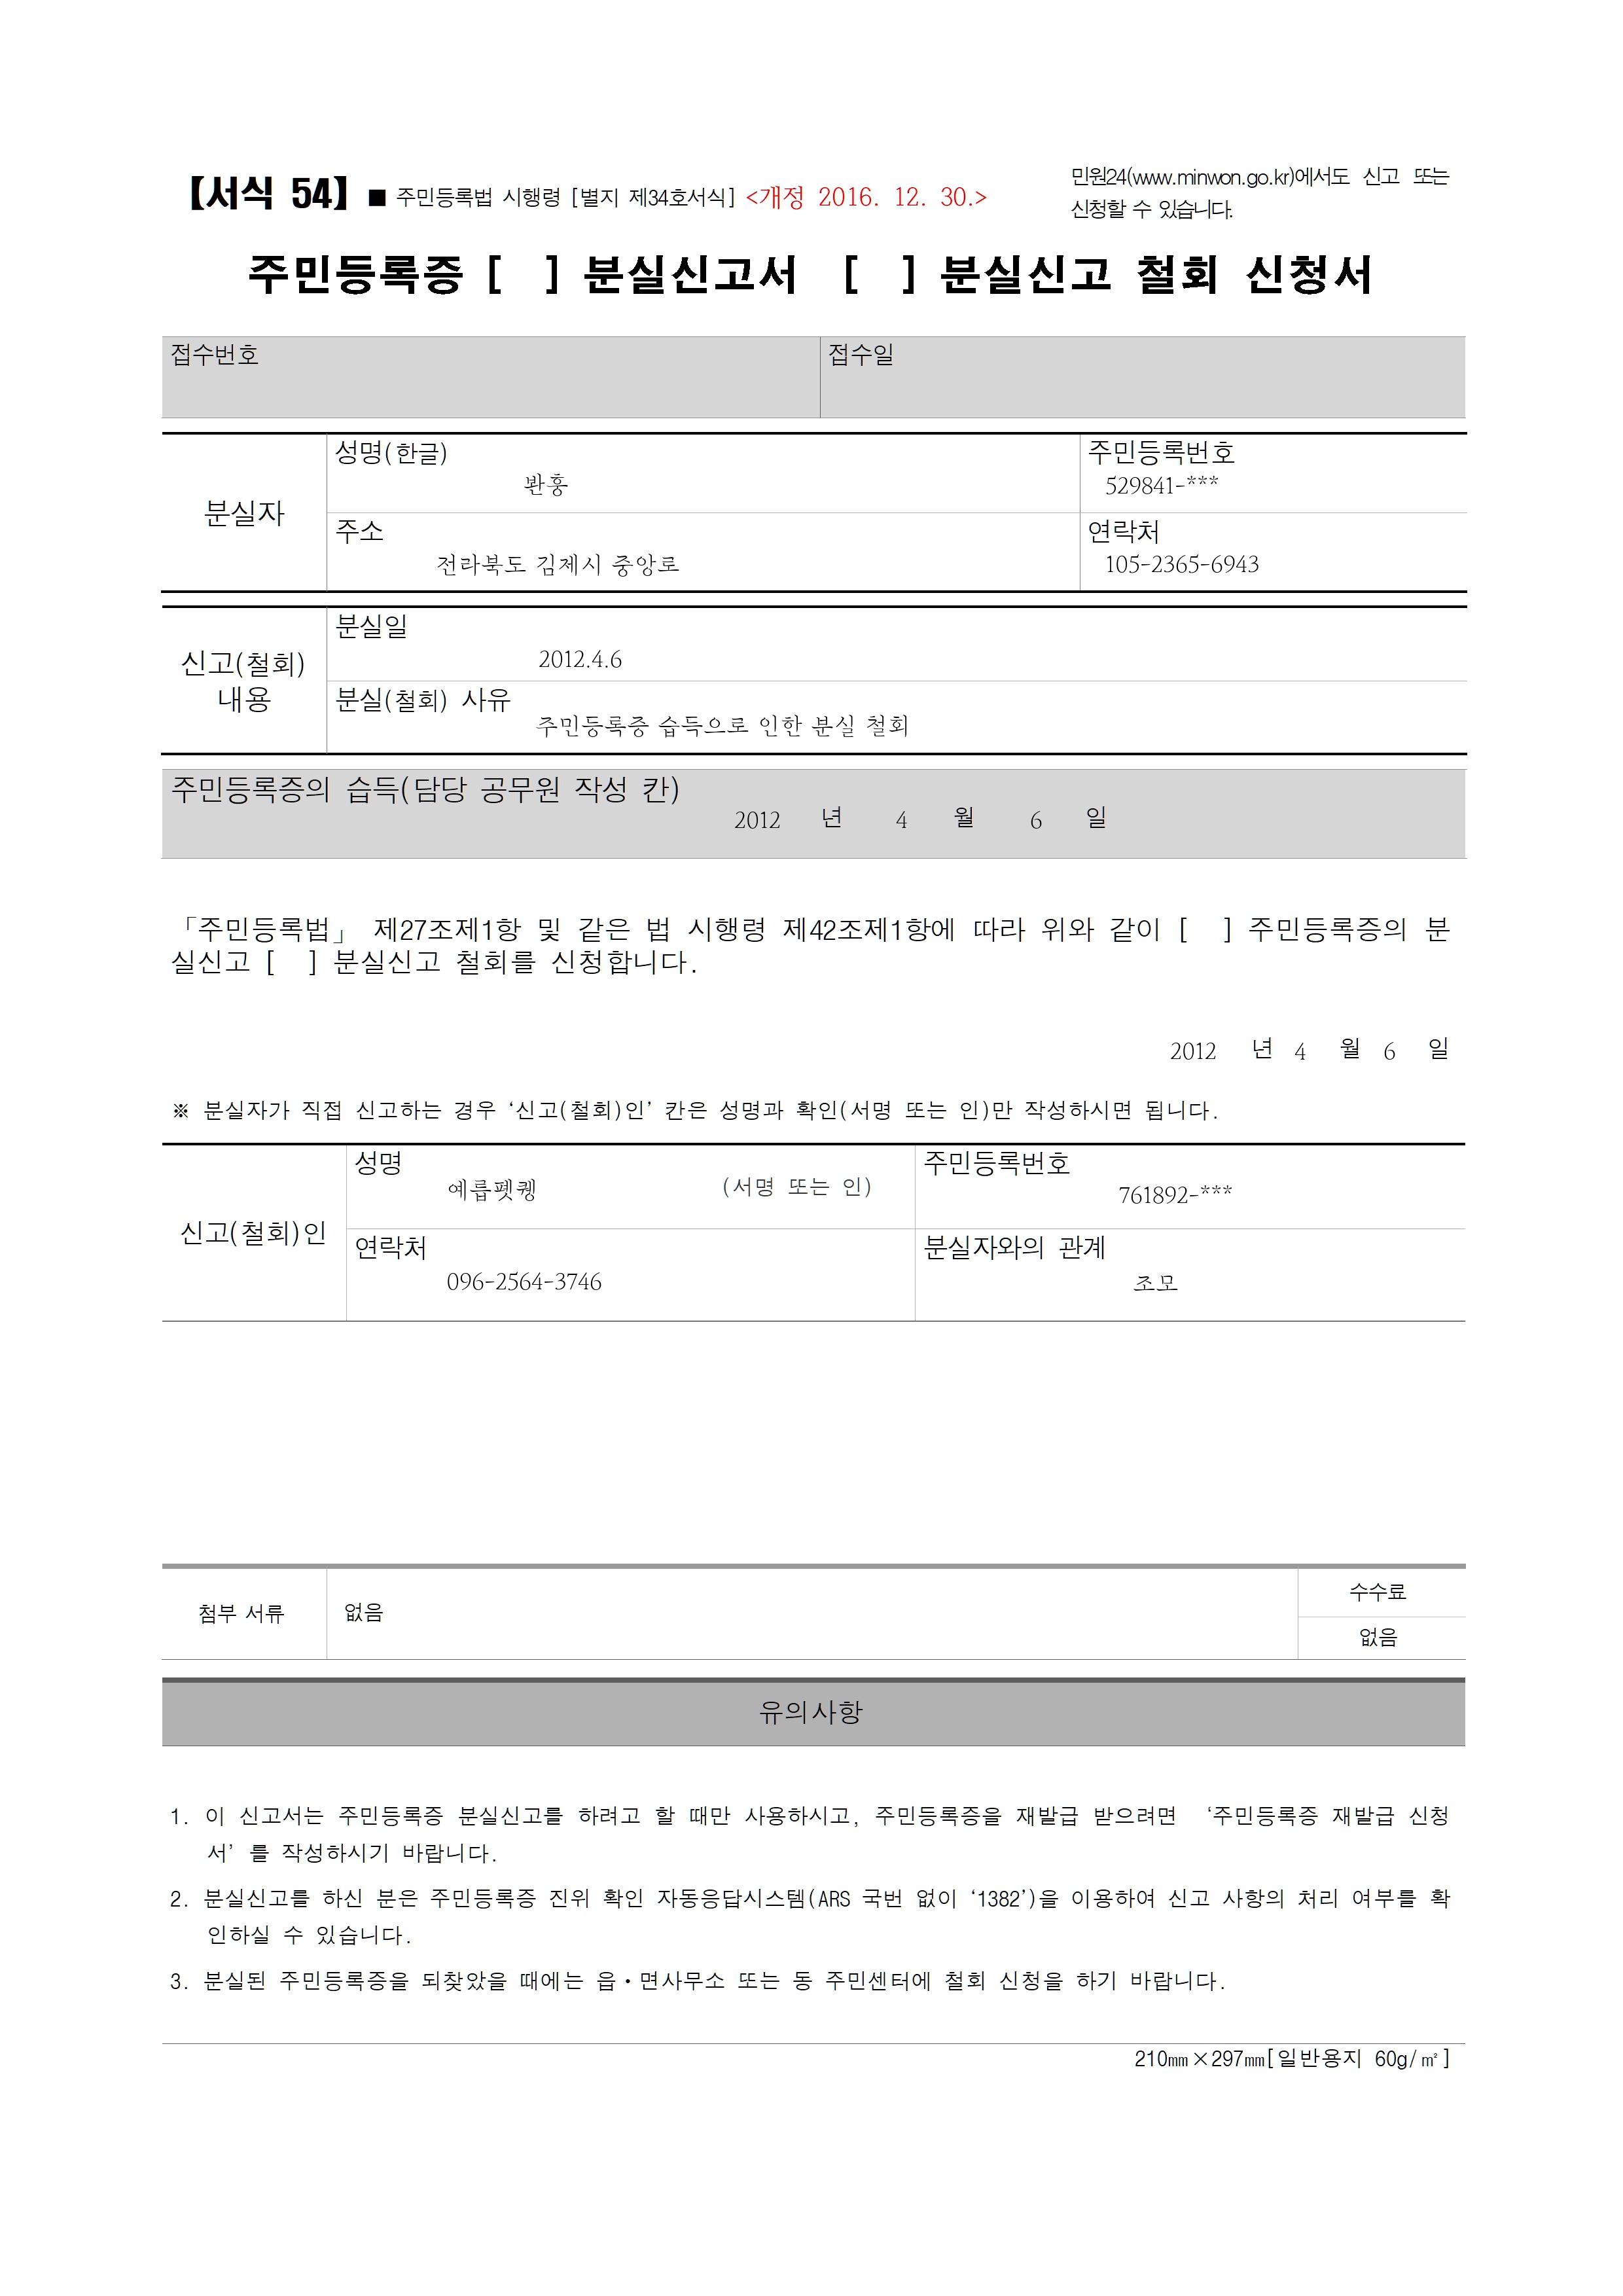 【서식 54】 ■ 주민등록법 시행령 [별지 제34호서식] <개정 2016. 12. 30.>
민원24(www.minwon.go.kr)에서도 신고 또는
신청할 수 있습니다.
주민등록증 [  ] 분실신고서  [  ] 분실신고 철회 신청서
접수번호
접수일
분실자
성명(한글)
봔훙
주민등록번호
529841-***
주소
전라북도 김제시 중앙로
연락처
105-2365-6943
신고(철회)
내용
분실일
2012.4.6
분실(철회) 사유
주민등록증 습득으로 인한 분실 철회
주민등록증의 습득(담당 공무원 작성 칸)
2012 년 4 월 6 일
「주민등록법」 제27조제1항 및 같은 법 시행령 제42조제1항에 따라 위와 같이 [  ] 주민등록증의 분
실신고 [  ] 분실신고 철회를 신청합니다.
2012 년 4 월 6 일
※ 분실자가 직접 신고하는 경우 ‘신고(철회)인’ 칸은 성명과 확인(서명 또는 인)만 작성하시면 됩니다.
신고(철회)인
성명
예릅펫퀭 (서명 또는 인)
주민등록번호
761892-***
연락처
096-2564-3746
분실자와의 관계
조모
첨부 서류
없음
수수료
없음
유의사항
1. 이 신고서는 주민등록증 분실신고를 하려고 할 때만 사용하시고, 주민등록증을 재발급 받으려면 ‘주민등록증 재발급 신청
서’를 작성하시기 바랍니다.
2. 분실신고를 하신 분은 주민등록증 진위 확인 자동응답시스템(ARS 국번 없이 ‘1382’)을 이용하여 신고 사항의 처리 여부를 확
인하실 수 있습니다.
3. 분실된 주민등록증을 되찾았을 때에는 읍·면사무소 또는 동 주민센터에 철회 신청을 하기 바랍니다.
210㎜×297㎜[일반용지 60g/㎡]